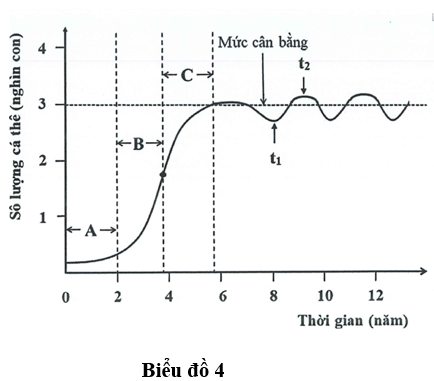 Số lượng cá thể (nghìn con)
4
3
2
1
Mức cân bằng
t₂
C
B
A
t₁
0 2 4 6 8 10 12
Thời gian (năm)
Biểu đồ 4